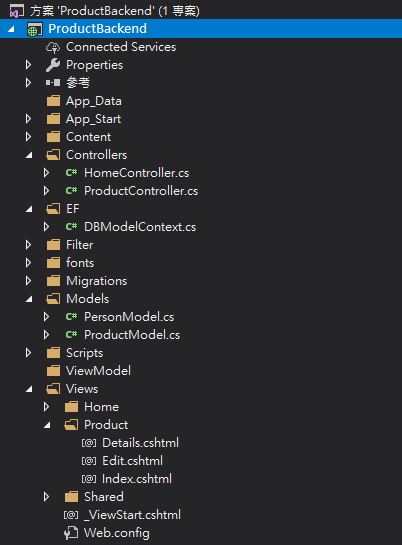 方案 'ProductBackend' (1 專案)
ProductBackend
Connected Services
Properties
參考
App_Data
App_Start
Content
Controllers
C# HomeController.cs
C# ProductController.cs
EF
C# DBModelContext.cs
Filter
fonts
Migrations
Models
C# PersonModel.cs
C# ProductModel.cs
Scripts
ViewModel
Views
Home
Product
[@] Details.cshtml
[@] Edit.cshtml
[@] Index.cshtml
Shared
[@] _ViewStart.cshtml
Web.config